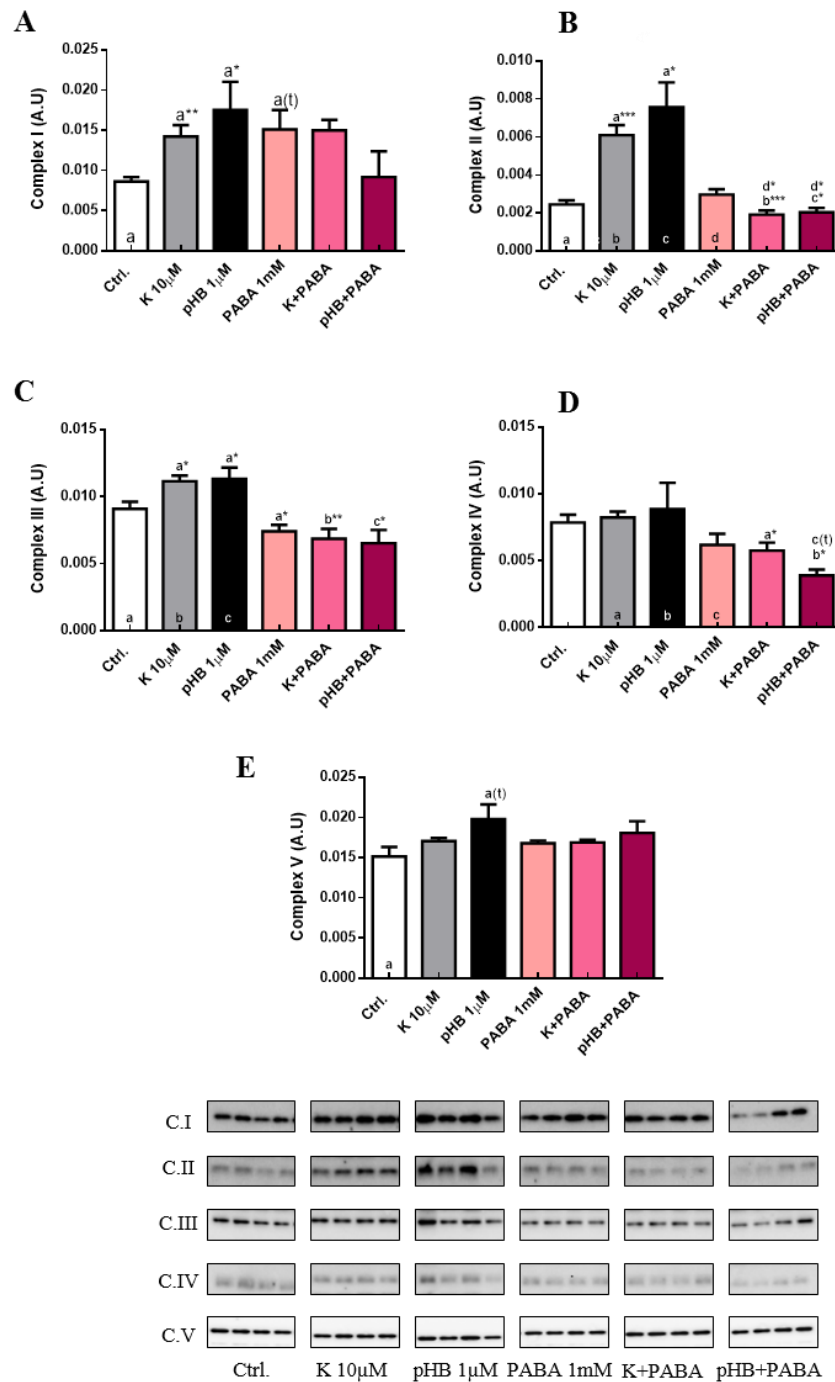 A
Complex I (A.U)
0.025
0.020
0.015
0.010
0.005
0.000
a
a**
a*
a(t)
Ctrl.
K 10μM
pHB 1μM
PABA 1mM
K+PABA
pHB+PABA
B
Complex II (A.U)
0.010
0.008
0.006
0.004
0.002
0.000
a
a***
b
a*
c
d
d*
b***
d*
c*
Ctrl.
K 10μM
pHB 1μM
PABA 1mM
K+PABA
pHB+PABA
C
Complex III (A.U)
0.015
0.010
0.005
0.000
a
a*
b
a*
c
a*
b**
c*
Ctrl.
K 10μM
pHB 1μM
PABA 1mM
K+PABA
pHB+PABA
D
Complex IV (A.U)
0.015
0.010
0.005
0.000
a
b
c
a*
c(t)
b*
Ctrl.
K 10μM
pHB 1μM
PABA 1mM
K+PABA
pHB+PABA
E
Complex V (A.U)
0.025
0.020
0.015
0.010
0.005
0.000
a
a(t)
Ctrl.
K 10μM
pHB 1μM
PABA 1mM
K+PABA
pHB+PABA
C.I
C.II
C.III
C.IV
C.V
Ctrl. K 10μM pHB 1μM PABA 1mM K+PABA pHB+PABA